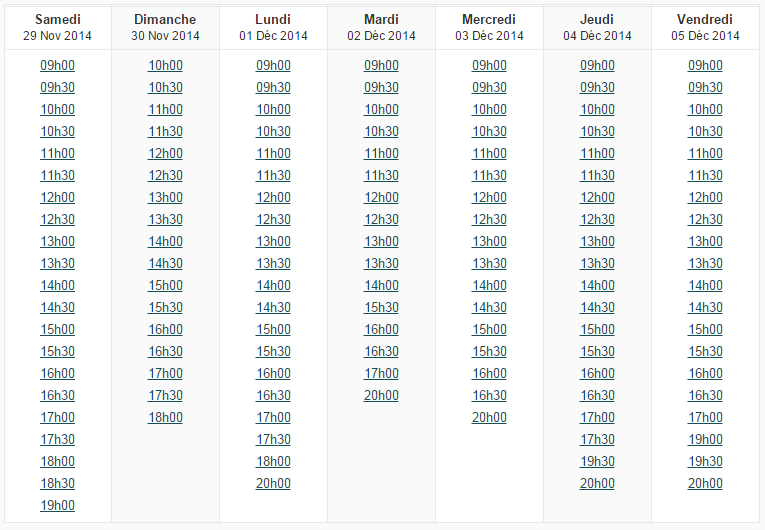 Samedi Dimanche Lundi Mardi Mercredi Jeudi Vendredi
29 Nov 2014 30 Nov 2014 01 Déc 2014 02 Déc 2014 03 Déc 2014 04 Déc 2014 05 Déc 2014
09h00 10h00 09h00 09h00 09h00 09h00 09h00
09h30 10h30 09h30 09h30 09h30 09h30 09h30
10h00 11h00 10h00 10h00 10h00 10h00 10h00
10h30 11h30 10h30 10h30 10h30 10h30 10h30
11h00 12h00 11h00 11h00 11h00 11h00 11h00
11h30 12h30 11h30 11h30 11h30 11h30 11h30
12h00 13h00 12h00 12h00 12h00 12h00 12h00
12h30 13h30 12h30 12h30 12h30 12h30 12h30
13h00 14h00 13h00 13h00 13h00 13h00 13h00
13h30 14h30 13h30 13h30 13h30 13h30 13h30
14h00 15h00 14h00 14h00 14h00 14h00 14h00
14h30 15h30 14h30 15h30 14h30 14h30 14h30
15h00 16h00 15h00 16h00 15h00 15h00 15h00
15h30 16h30 15h30 16h30 15h30 15h30 15h30
16h00 17h00 16h00 17h00 16h00 16h00 16h00
16h30 17h30 16h30 20h00 16h30 16h30 16h30
17h00 18h00 17h00 20h00 17h00 17h00
17h30 17h30 17h30 19h00
18h00 18h00 19h30 19h30
18h30 20h00 20h00 20h00
19h00